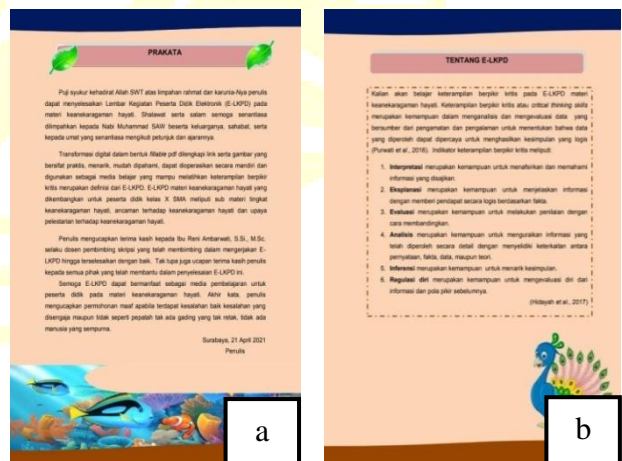 PRAKATA
Puji syukur kehadirat Allah SWT atas limpahan rahmat dan karunia-Nya penulis
dapat menyelesaikan Lembar Kegiatan Peserta Didik Elektronik (E-LKPD) pada
materi keanekaragaman hayati. Shalawat serta salam semoga senantiasa
dilimpahkan kepada Nabi Muhammad SAW beserta keluarganya, sahabat, serta
kepada umat yang senantiasa mengikuti petunjuk dan ajarannya.
Transformasi digital dalam bentuk fillable pdf dilengkapi link serta gambar yang
bersifat praktis, menarik, mudah dipahami, dapat dioperasikan secara mandiri dan
digunakan sebagai media belajar yang mampu melatihkan keterampilan berpikir
kritis merupakan definisi dari E-LKPD. E-LKPD materi keanekaragaman hayati yang
dikembangkan untuk peserta didik kelas X SMA meliputi sub materi tingkat
keanekaragaman hayati, ancaman terhadap keanekaragaman hayati dan upaya
pelestarian terhadap keanekaragaman hayati.
Penulis mengucapkan terima kasih kepada Ibu Reni Ambarwati, S.Si., M.Sc.
selaku dosen pembimbing skripsi yang telah membimbing dalam mengerjakan E-
LKPD hingga terselesaikan dengan baik. Tak lupa juga ucapan terima kasih penulis
kepada semua pihak yang telah membantu dalam penyelesaian E-LKPD ini.
Semoga E-LKPD dapat bermanfaat sebagai media pembelajaran untuk
peserta didik pada materi keanekaragaman hayati. Akhir kata, penulis
mengucapkan permohonan maaf apabila terdapat kesalahan baik kesalahan yang
disengaja maupun tidak seperti pepatah tak ada gading yang tak retak, tidak ada
manusia yang sempurna.
Surabaya, 21 April 2021
Penulis
a
TENTANG E-LKPD
Kalian akan belajar keterampilan berpikir kritis pada E-LKPD materi
keanekaragaman hayati. Keterampilan berpikir kritis atau critical thinking skills
merupakan kemampuan dalam menganalisis dan mengevaluasi data yang
bersumber dari pengamatan dan pengalaman untuk menentukan bahwa data
yang diperoleh dapat dipercaya untuk menghasilkan kesimpulan yang logis
(Purwati et al., 2016). Indikator keterampilan berpikir kritis meliputi:
1. Interpretasi merupakan kemampuan untuk menafsirkan dan memahami
informasi yang disajikan.
2. Eksplanasi merupakan kemampuan untuk menjelaskan informasi
dengan memberi pendapat secara logis berdasarkan fakta.
3. Evaluasi merupakan kemampuan untuk melakukan penilaian dengan
cara membandingkan.
4. Analisis merupakan kemampuan untuk menguraikan informasi yang
telah diperoleh secara detail dengan menyelidiki keterkaitan antara
pernyataan, fakta, data, maupun teori.
5. Inferensi merupakan kemampuan untuk menarik kesimpulan.
6. Regulasi diri merupakan kemampuan untuk mengevaluasi diri dari
informasi dan pola pikir sebelumnya.
(Hidayah et al., 2017)
b